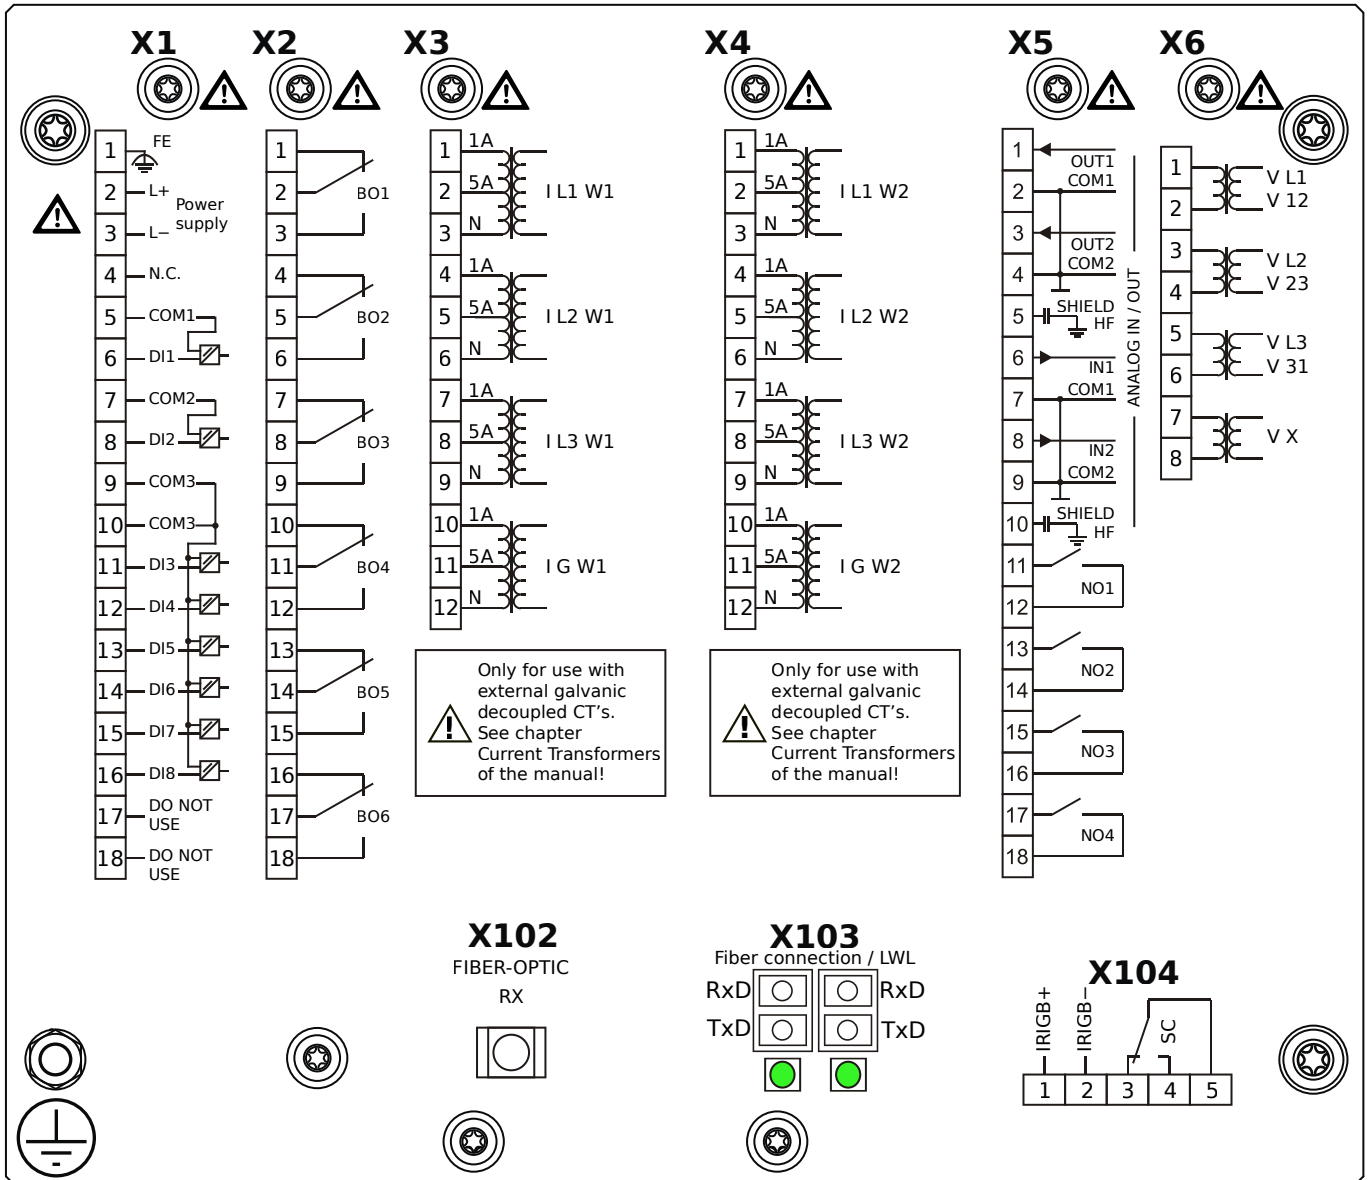 X1 X2 X3 X4 X5 X6
1 FE
2 L+
Power
supply
3 L−
4 N.C.
5 COM1
6 DI1
7 COM2
8 DI2
9 COM3
10 COM3
11 DI3
12 DI4
13 DI5
14 DI6
15 DI7
16 DI8
17 DO NOT
USE
18 DO NOT
USE
1
2 BO1
3
4
5 BO2
6
7
8 BO3
9
10
11 BO4
12
13
14 BO5
15
16
17 BO6
18
1 1A
2 5A I L1 W1
3 N
4 1A
5 5A I L2 W1
6 N
7 1A
8 5A I L3 W1
9 N
10 1A
11 5A I G W1
12 N
Only for use with
external galvanic
decoupled CT's.
See chapter
Current Transformers
of the manual!
1 1A
2 5A I L1 W2
3 N
4 1A
5 5A I L2 W2
6 N
7 1A
8 5A I L3 W2
9 N
10 1A
11 5A I G W2
12 N
Only for use with
external galvanic
decoupled CT's.
See chapter
Current Transformers
of the manual!
1 OUT1
2 COM1
3 OUT2
4 COM2
5 SHIELD
HF
6 IN1
7 COM1
8 IN2
9 COM2
10 SHIELD
HF
ANALOG IN / OUT
11
NO1
12
13
NO2
14
15
NO3
16
17
NO4
18
1 V L1
2 V 12
3 V L2
4 V 23
5 V L3
6 V 31
7
V X
8
X102
FIBER-OPTIC
RX
X103
Fiber connection / LWL
RxD RxD
TxD TxD
X104
IRIGB+
IRIGB−
SC
1 2 3 4 5